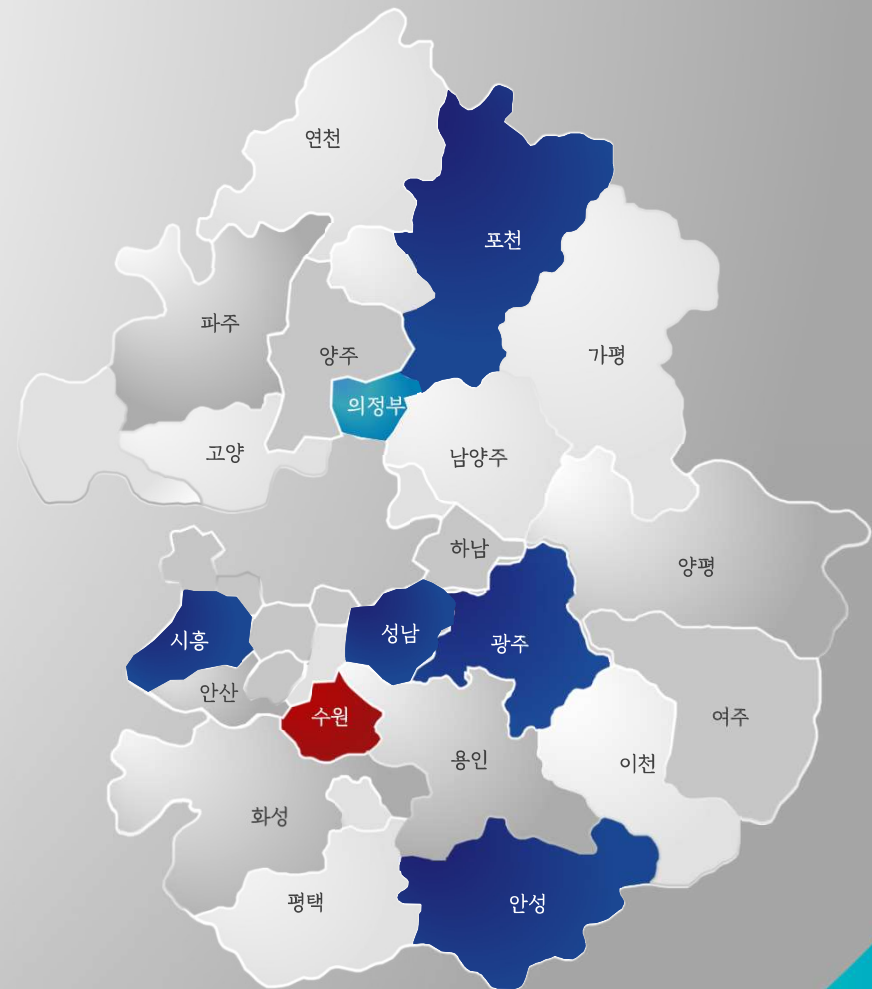 연천
포천
파주
양주
가평
의정부
고양
남양주
하남
양평
시흥
성남
광주
안산
수원
여주
용인
이천
화성
평택
안성